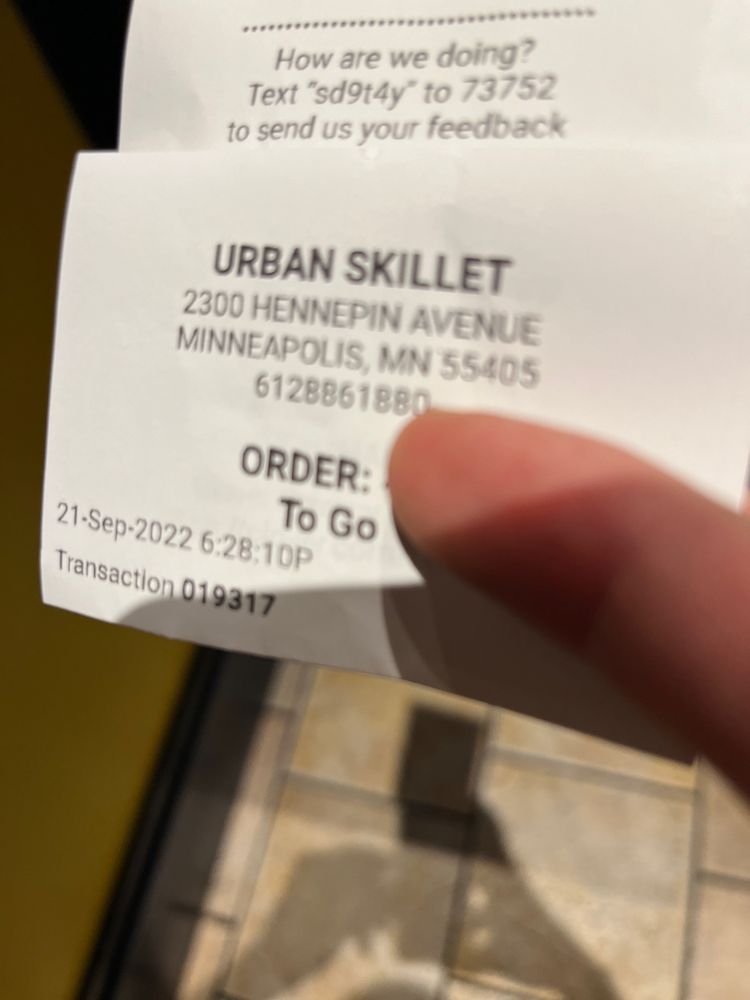 How are we doing?
Text "sd9t4y" to 73752
to send us your feedback
URBAN SKILLET
2300 HENNEPIN AVENUE
MINNEAPOLIS, MN 55405
6128861880
ORDER:
To Go
21-Sep-2022 6:28:10P
Transaction 019317